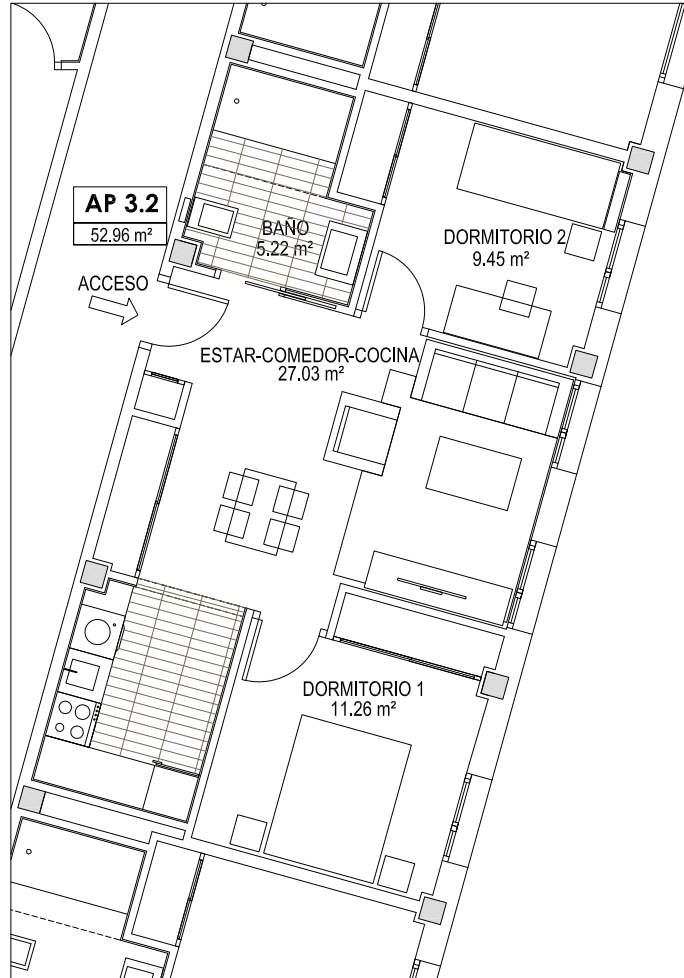 AP 3.2
52.96 m²
BAÑO
5.22 m²
DORMITORIO 2
9.45 m²
ACCESO
ESTAR-COMEDOR-COCINA
27.03 m²
DORMITORIO 1
11.26 m²